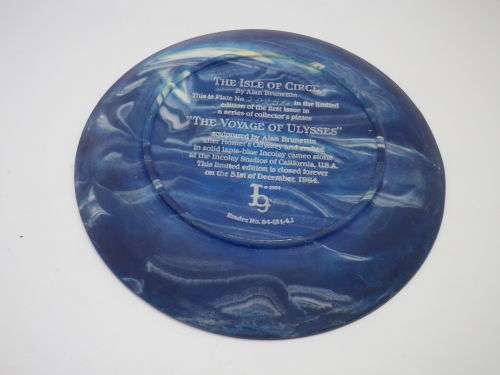 "The Isle of Circe"
By Alan Brunettin
This is Plate No. in the limited
edition of the first issue in
a series of collector's plates
"The Voyage of Ulysses"
sculptured by Alan Brunettin
after Homer's Odyssey and crafted
in solid lapis-blue Incolay cameo stone
at the Incolay Studios of California, U.S.A.
This limited edition is closed forever
on the 31st of December, 1984.
Bradex No.